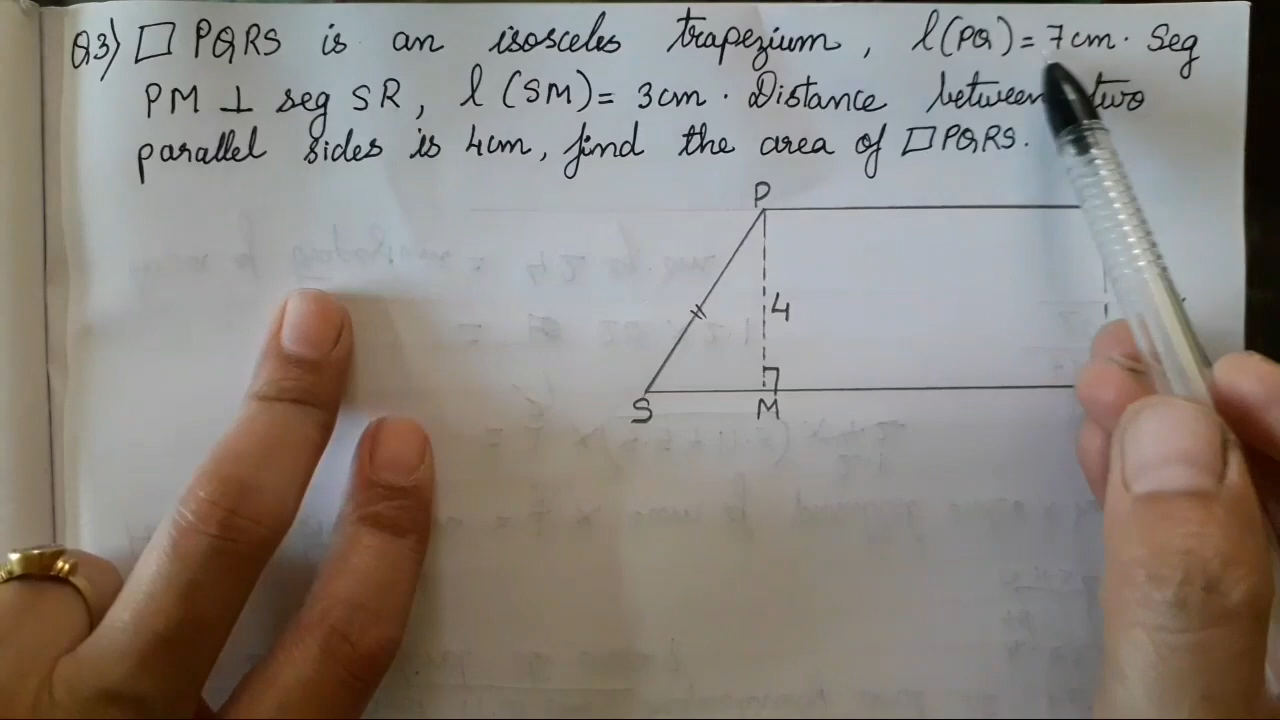 Q3) □ PQRS is an isosceles trapezium, l(PQ) = 7cm. Seg
PM ⊥ seg SR, l (SM) = 3cm. Distance between two
parallel sides is 4cm, find the area of □PQRS.
P
4
S
M